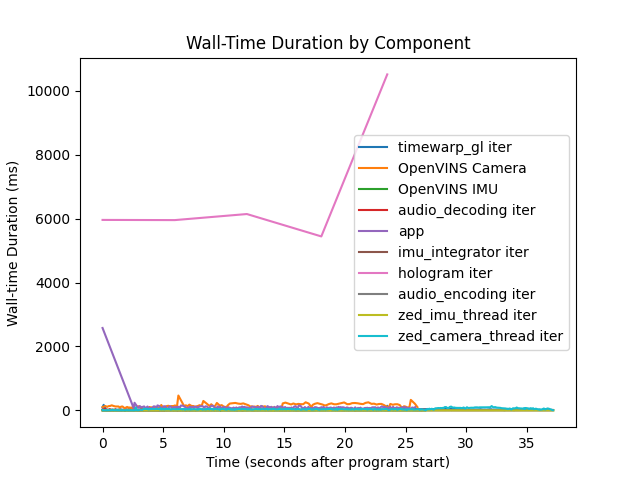 Wall-Time Duration by Component
Wall-time Duration (ms)
10000
8000
6000
4000
2000
0
timewarp_gl iter
OpenVINS Camera
OpenVINS IMU
audio_decoding iter
app
imu_integrator iter
hologram iter
audio_encoding iter
zed_imu_thread iter
zed_camera_thread iter
0 5 10 15 20 25 30 35
Time (seconds after program start)